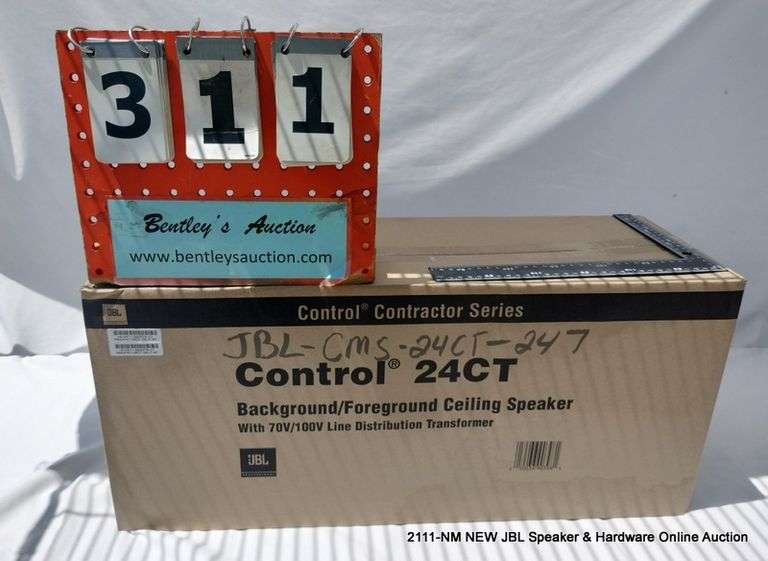 3 1 1
Bentley's Auction
www.bentleysauction.com
JBL
Control® Contractor Series
JBL-CMS-24CT-247
Control® 24CT
Background/Foreground Ceiling Speaker
With 70V/100V Line Distribution Transformer
JBL
2111-NM NEW JBL Speaker & Hardware Online Auction